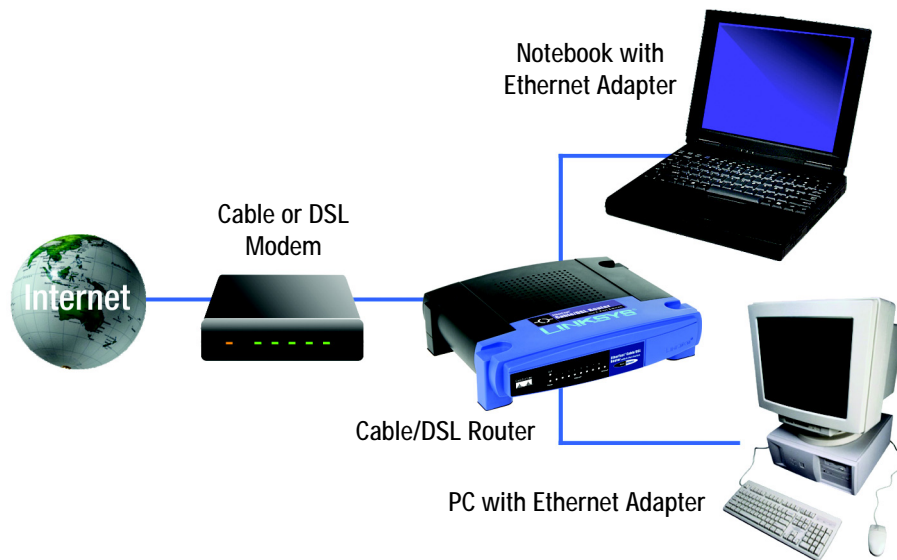 Notebook with
Ethernet Adapter
Cable or DSL
Modem
Internet
LINKSYS
Cable/DSL Router
PC with Ethernet Adapter